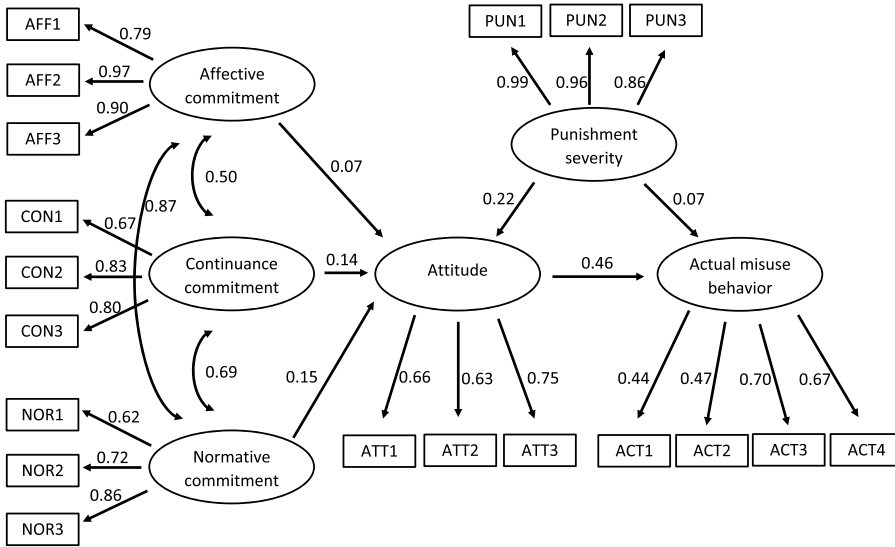 AFF1
0.79
AFF2
0.97
AFF3
0.90
Affective
commitment
PUN1
PUN2
PUN3
0.99
0.96
0.86
Punishment
severity
0.50
0.87
0.07
0.22
0.07
CON1
0.67
CON2
0.83
CON3
0.80
Continuance
commitment
0.14
Attitude
0.46
Actual misuse
behavior
0.69
0.15
0.66
0.63
0.75
0.44
0.47
0.70
0.67
NOR1
0.62
NOR2
0.72
NOR3
0.86
Normative
commitment
ATT1
ATT2
ATT3
ACT1
ACT2
ACT3
ACT4